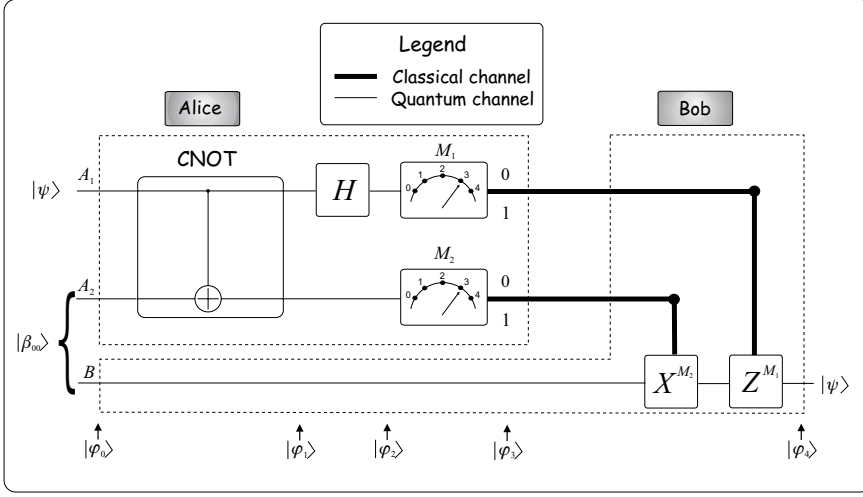 Legend
Classical channel
Quantum channel
Alice
Bob
CNOT
M₁
0 1 2 3 4
|ψ⟩
A₁
H
0
1
M₂
0 1 2 3 4
A₂
0
1
|β₀₀⟩
B
X^M₂
Z^M₁
|ψ⟩
|φ₀⟩ |φ₁⟩ |φ₂⟩ |φ₃⟩ |φ₄⟩